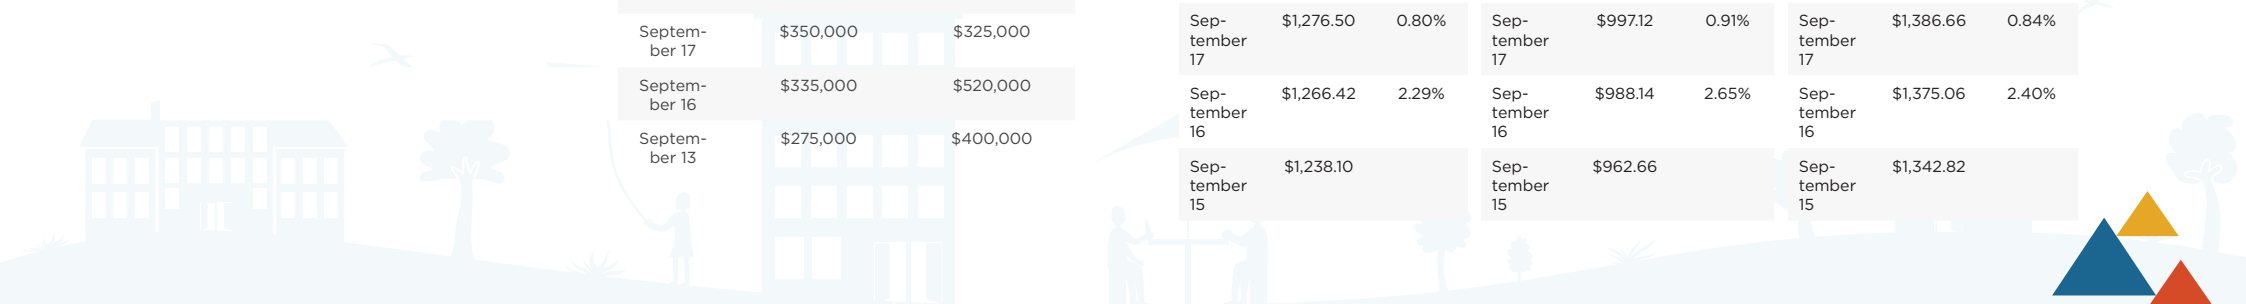 Septem-
ber 17
$350,000
$325,000
Septem-
ber 16
$335,000
$520,000
Septem-
ber 13
$275,000
$400,000
Sep-
tember
17
$1,276.50
0.80%
Sep-
tember
16
$1,266.42
2.29%
Sep-
tember
15
$1,238.10
Sep-
tember
17
$997.12
0.91%
Sep-
tember
16
$988.14
2.65%
Sep-
tember
15
$962.66
Sep-
tember
17
$1,386.66
0.84%
Sep-
tember
16
$1,375.06
2.40%
Sep-
tember
15
$1,342.82